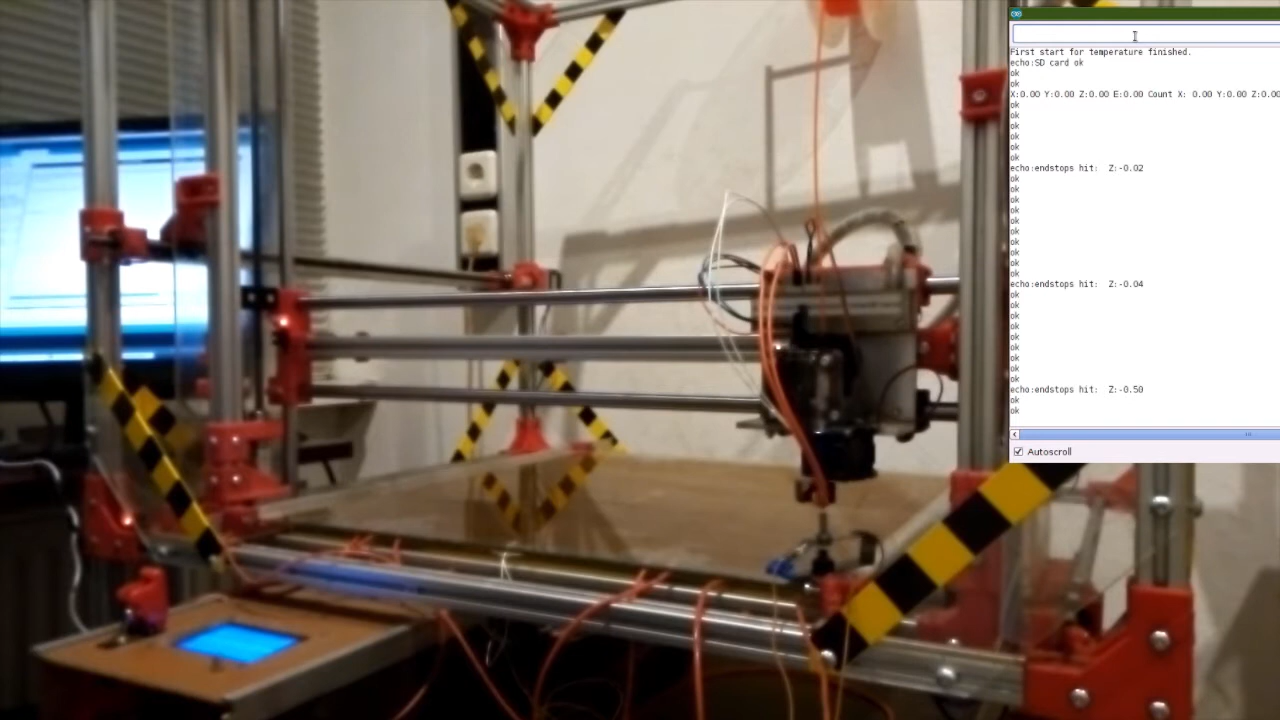 First start for temperature finished.
echo:SD card ok
ok
ok
X:0.00 Y:0.00 Z:0.00 E:0.00 Count X: 0.00 Y:0.00 Z:0.00
ok
ok
ok
ok
ok
ok
echo:endstops hit:  Z:-0.02
ok
ok
ok
ok
ok
ok
ok
ok
ok
ok
echo:endstops hit:  Z:-0.04
ok
ok
ok
ok
ok
ok
ok
ok
ok
echo:endstops hit:  Z:-0.50
ok
ok
Autoscroll